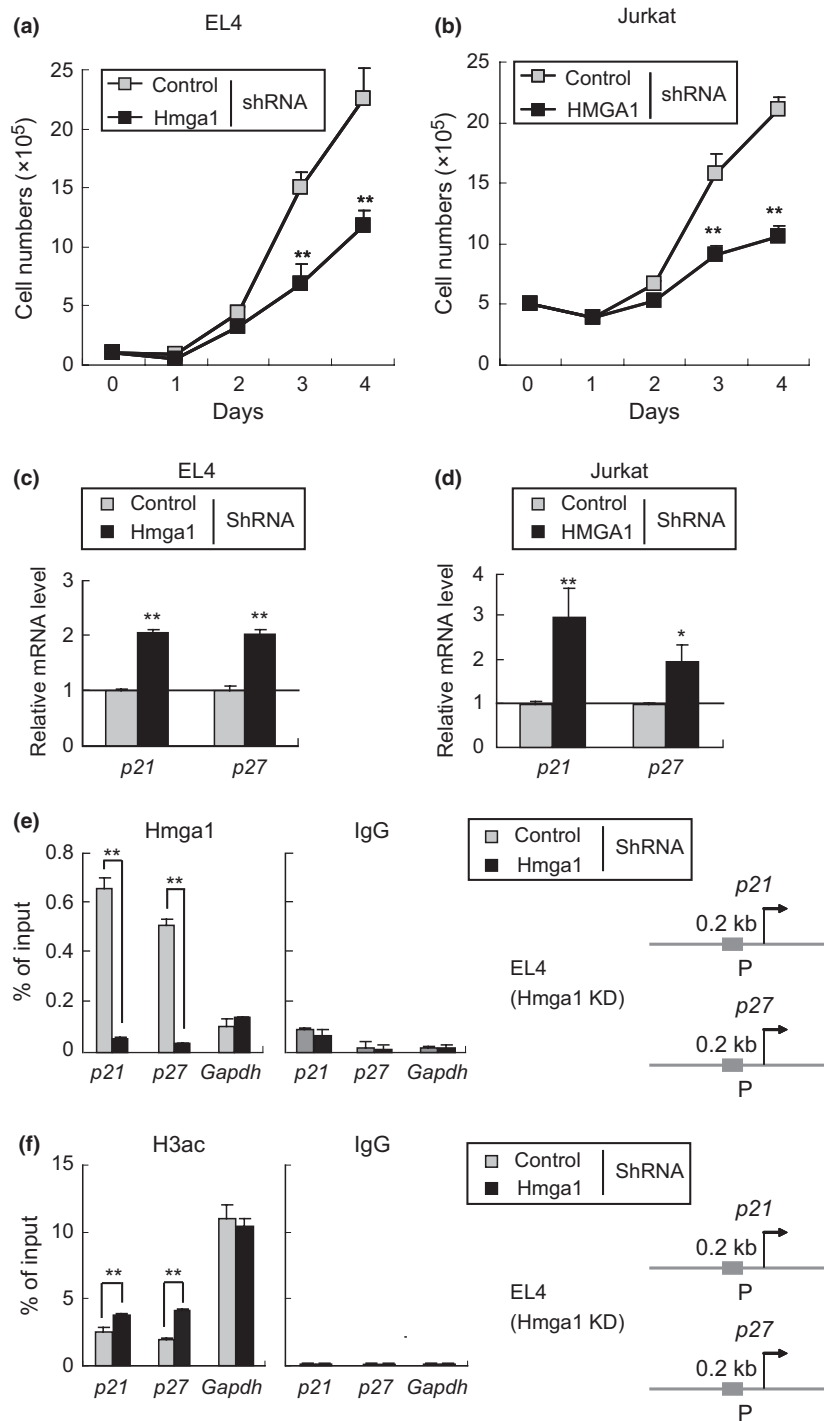 (a)
EL4
Cell numbers (×10⁵)
25
20
15
10
5
0
Control
Hmga1
shRNA
**
**
0 1 2 3 4
Days
(b)
Jurkat
Cell numbers (×10⁵)
25
20
15
10
5
0
Control
HMGA1
shRNA
**
**
0 1 2 3 4
Days
(c)
EL4
Control
Hmga1
ShRNA
Relative mRNA level
3
2
1
0
**
**
p21 p27
(d)
Jurkat
Control
HMGA1
ShRNA
Relative mRNA level
4
3
2
1
0
**
*
p21 p27
(e)
Hmga1
IgG
% of input
0.8
0.6
0.4
0.2
0
**
**
p21 p27 Gapdh
p21 p27 Gapdh
Control
Hmga1
ShRNA
EL4
(Hmga1 KD)
p21
0.2 kb
P
p27
0.2 kb
P
(f)
H3ac
IgG
% of input
15
10
5
0
**
**
p21 p27 Gapdh
p21 p27 Gapdh
Control
Hmga1
ShRNA
EL4
(Hmga1 KD)
p21
0.2 kb
P
p27
0.2 kb
P